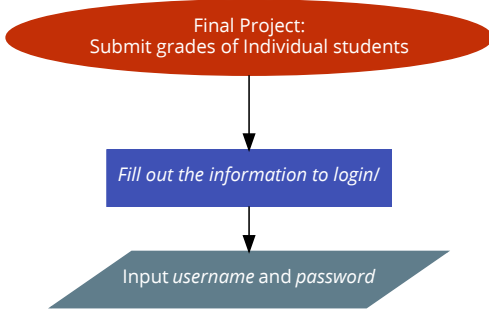 Final Project:
Submit grades of Individual students
Fill out the information to login/
Input username and password